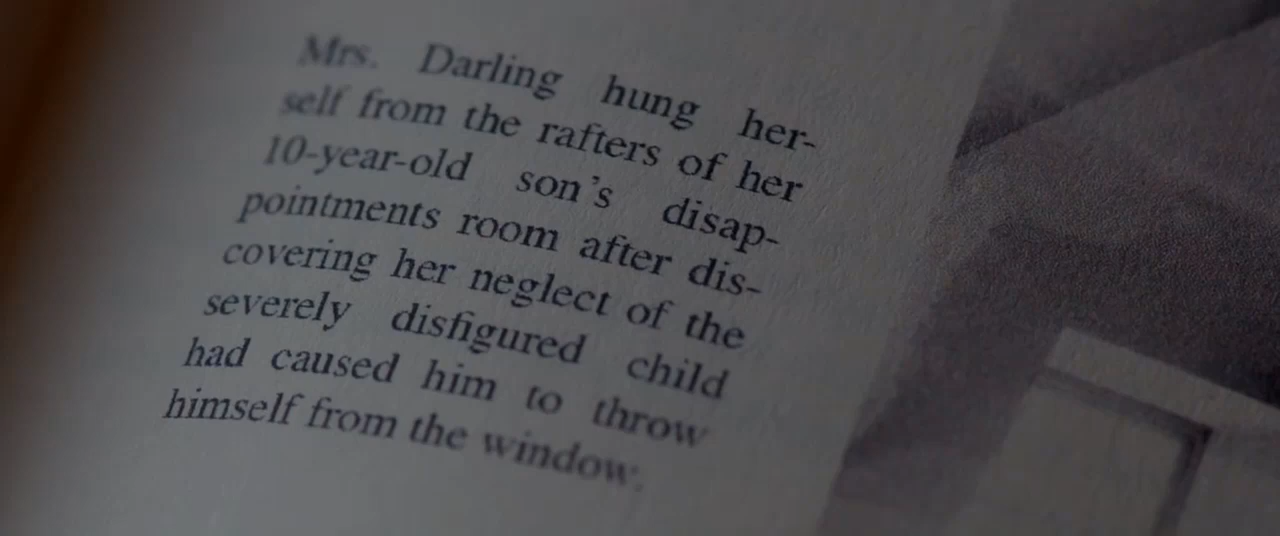 Mrs. Darling hung her-
self from the rafters of her
10-year-old son's disap-
pointments room after dis-
covering her neglect of the
severely disfigured child
had caused him to throw
himself from the window.